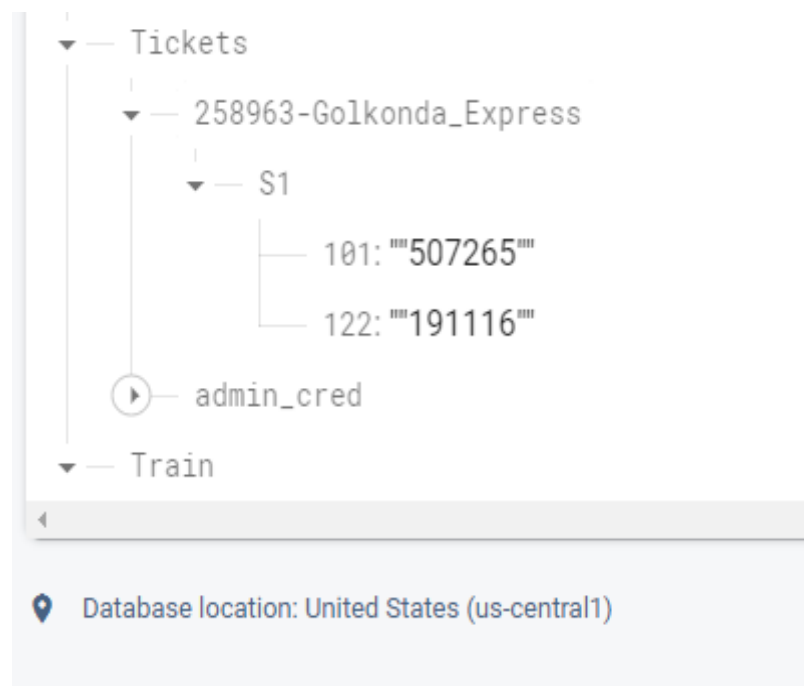 Tickets
258963-Golkonda_Express
S1
101: ""507265""
122: ""191116""
admin_cred
Train
Database location: United States (us-central1)